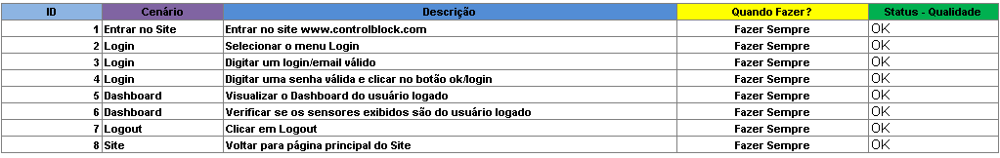 ID Cenário Descrição Quando Fazer? Status - Qualidade
1 Entrar no Site Entrar no site www.controlblock.com Fazer Sempre OK
2 Login Selecionar o menu Login Fazer Sempre OK
3 Login Digitar um login/email válido Fazer Sempre OK
4 Login Digitar uma senha válida e clicar no botão ok/login Fazer Sempre OK
5 Dashboard Visualizar o Dashboard do usuário logado Fazer Sempre OK
6 Dashboard Verificar se os sensores exibidos são do usuário logado Fazer Sempre OK
7 Logout Clicar em Logout Fazer Sempre OK
8 Site Voltar para página principal do Site Fazer Sempre OK